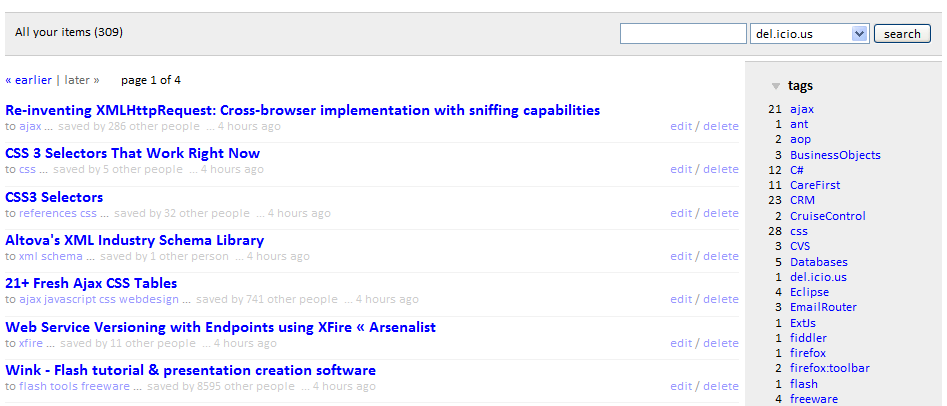 All your items (309)
del.icio.us
search
« earlier | later » page 1 of 4
Re-inventing XMLHttpRequest: Cross-browser implementation with sniffing capabilities
to ajax ... saved by 286 other people ... 4 hours ago
edit / delete
CSS 3 Selectors That Work Right Now
to css ... saved by 5 other people ... 4 hours ago
edit / delete
CSS3 Selectors
to references css ... saved by 32 other people ... 4 hours ago
edit / delete
Altova's XML Industry Schema Library
to xml schema ... saved by 1 other person ... 4 hours ago
edit / delete
21+ Fresh Ajax CSS Tables
to ajax javascript css webdesign ... saved by 741 other people ... 4 hours ago
edit / delete
Web Service Versioning with Endpoints using XFire « Arsenalist
to xfire ... saved by 11 other people ... 4 hours ago
edit / delete
Wink - Flash tutorial & presentation creation software
to flash tools freeware ... saved by 8595 other people ... 4 hours ago
edit / delete
tags
21 ajax
1 ant
2 aop
3 BusinessObjects
12 C#
11 CareFirst
23 CRM
2 CruiseControl
28 css
3 CVS
5 Databases
1 del.icio.us
4 Eclipse
3 EmailRouter
1 ExtJs
1 fiddler
1 firefox
2 firefox:toolbar
1 flash
4 freeware